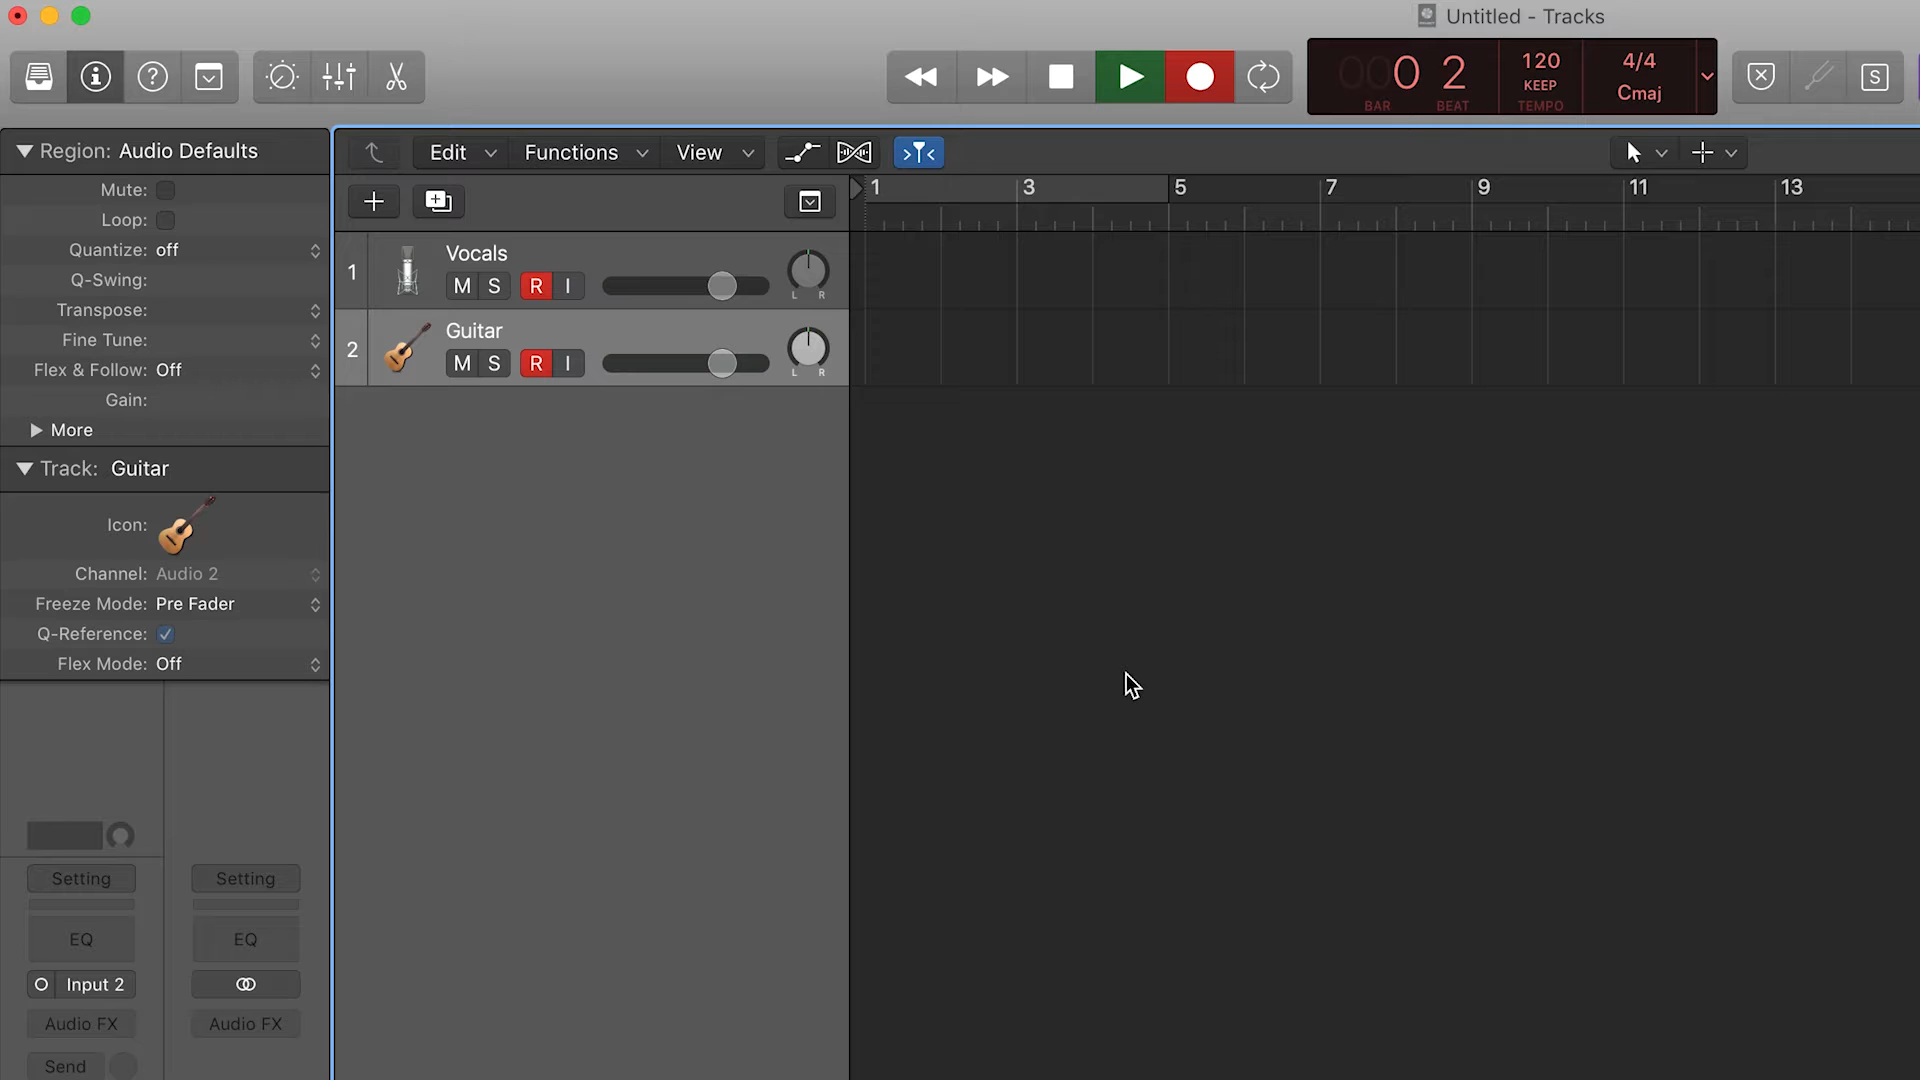 Untitled - Tracks
000 2 120 4/4
KEEP Cmaj
BAR BEAT TEMPO
S
Region: Audio Defaults
Edit Functions View
Mute:
Loop:
Quantize: off
Q-Swing:
Transpose:
Fine Tune:
Flex & Follow: Off
Gain:
More
1 3 5 7 9 11 13
1 Vocals
M S R I
L R
2 Guitar
M S R I
L R
Track: Guitar
Icon:
Channel: Audio 2
Freeze Mode: Pre Fader
Q-Reference:
Flex Mode: Off
Setting Setting
EQ EQ
Input 2
Audio FX Audio FX
Send